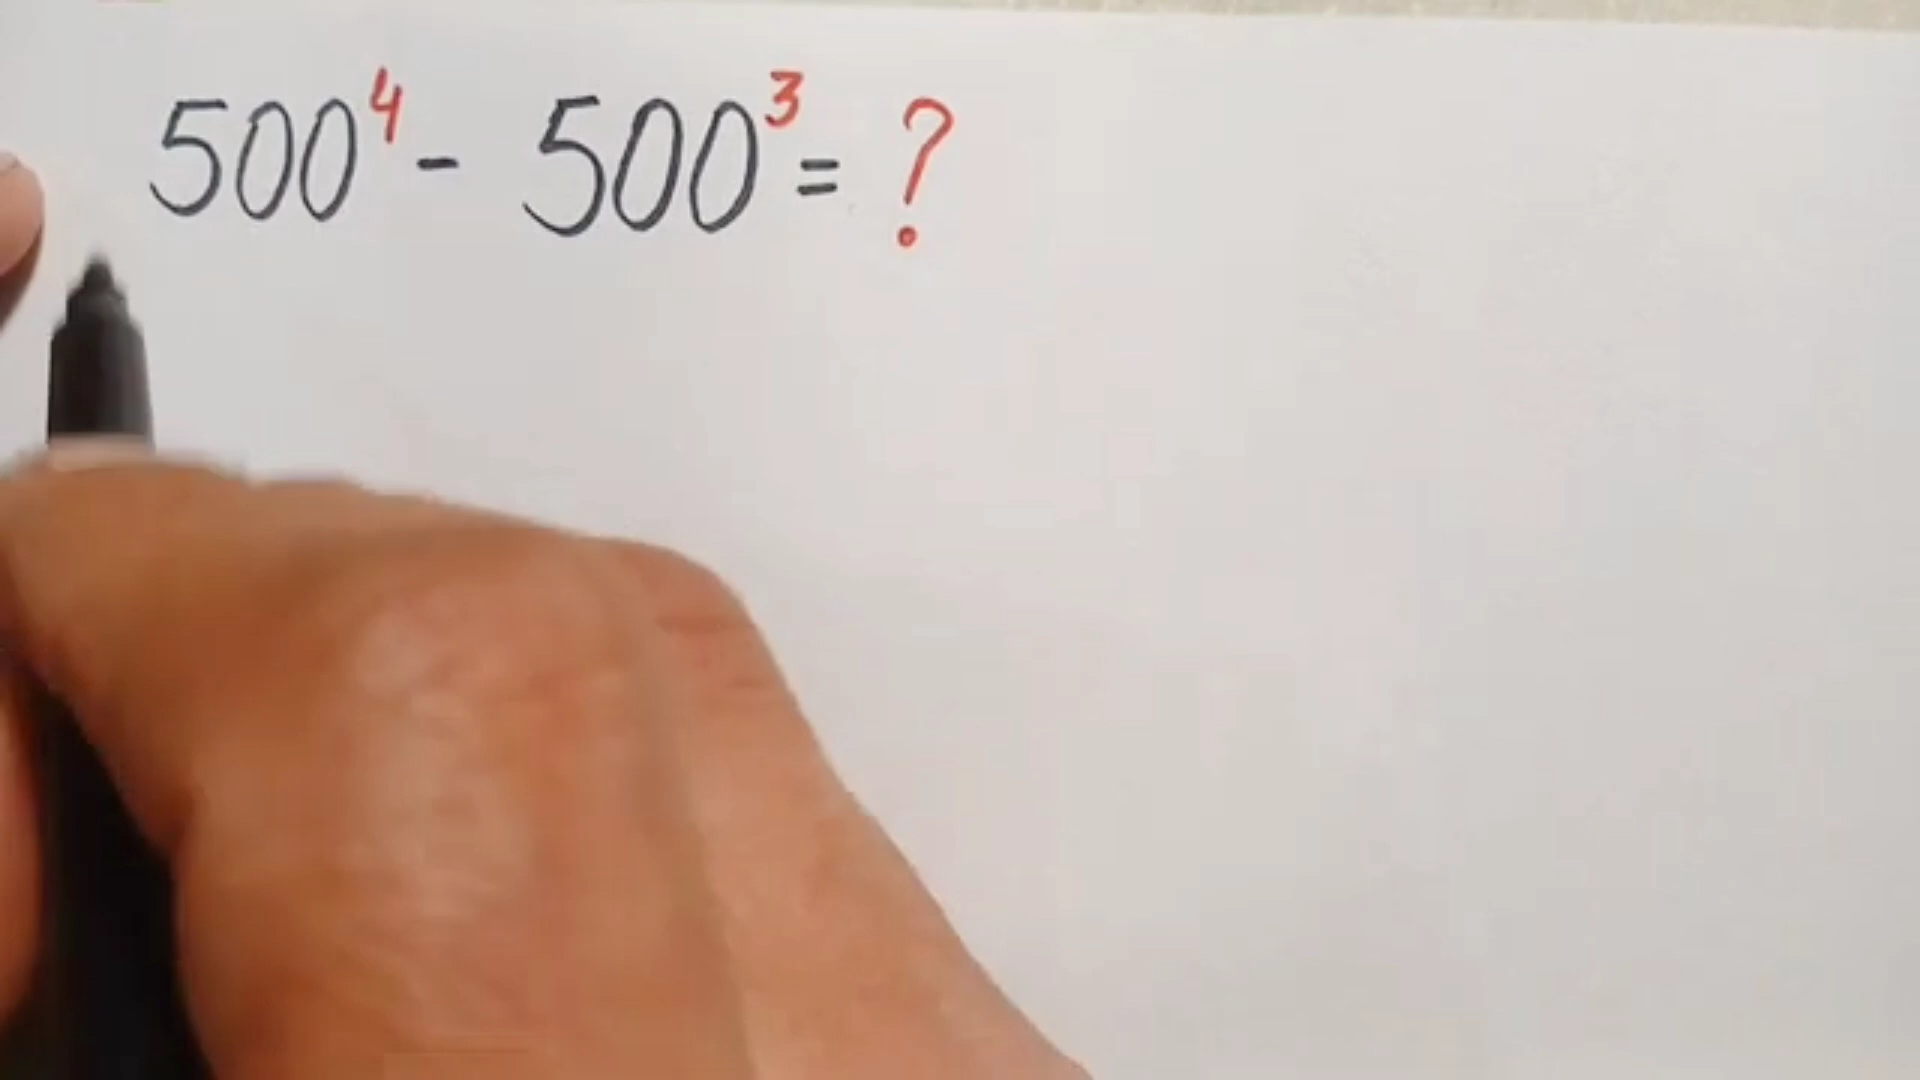 500⁴ - 500³ = ?